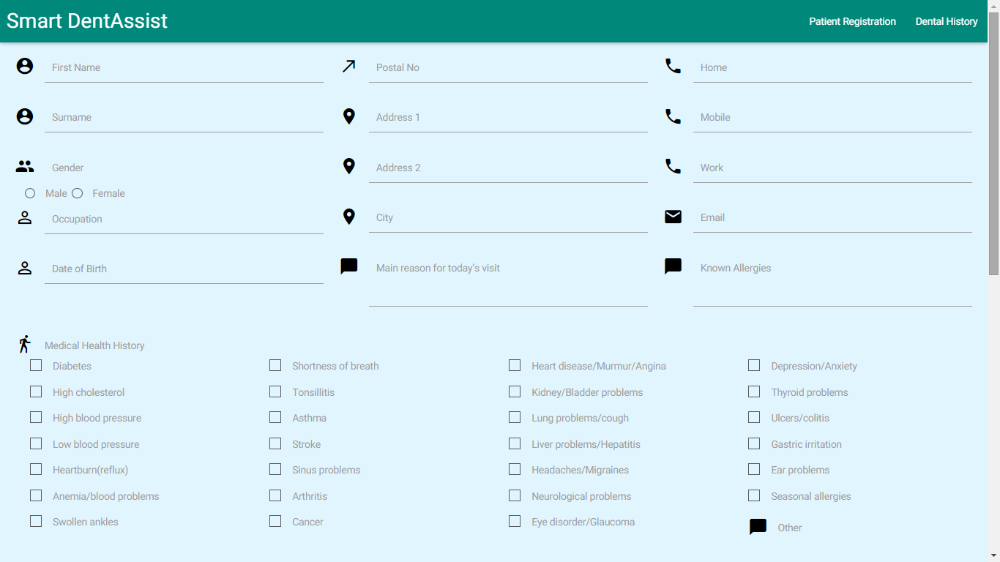 Smart DentAssist
Patient Registration Dental History
First Name Postal No Home
Surname Address 1 Mobile
Gender Address 2 Work
Male Female
Occupation City Email
Date of Birth Main reason for today's visit Known Allergies
Medical Health History
Diabetes Shortness of breath Heart disease/Murmur/Angina Depression/Anxiety
High cholesterol Tonsillitis Kidney/Bladder problems Thyroid problems
High blood pressure Asthma Lung problems/cough Ulcers/colitis
Low blood pressure Stroke Liver problems/Hepatitis Gastric irritation
Heartburn(reflux) Sinus problems Headaches/Migraines Ear problems
Anemia/blood problems Arthritis Neurological problems Seasonal allergies
Swollen ankles Cancer Eye disorder/Glaucoma Other